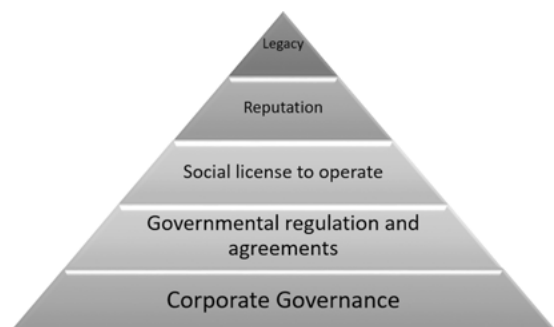 Legacy
Reputation
Social license to operate
Governmental regulation and
agreements
Corporate Governance